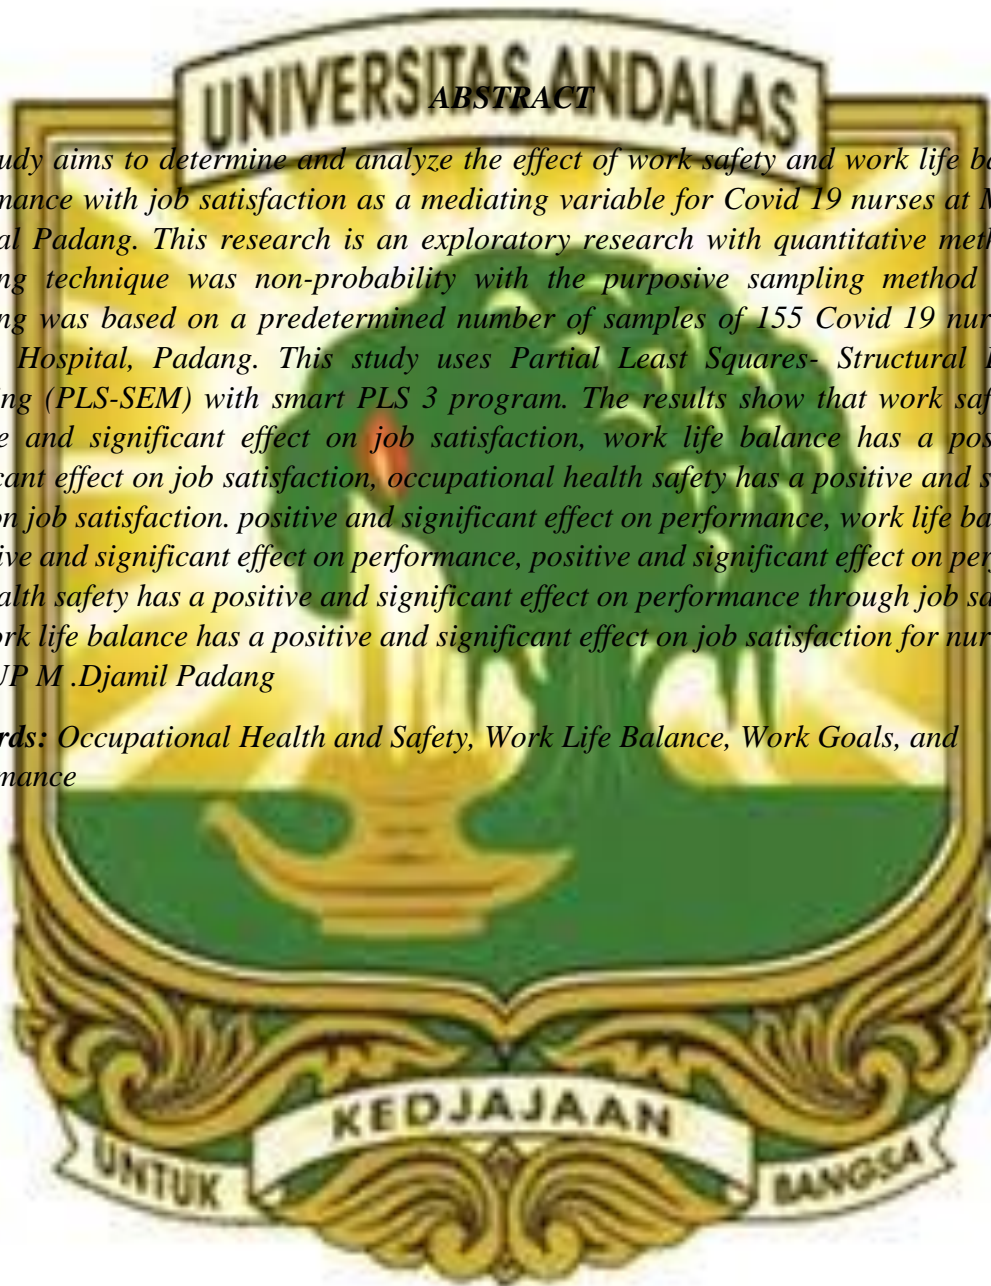 UNIVERSITAS ANDALAS
ABSTRACT
udy aims to determine and analyze the effect of work safety and work life ba
mance with job satisfaction as a mediating variable for Covid 19 nurses at M
al Padang. This research is an exploratory research with quantitative meth
ng technique was non-probability with the purposive sampling method
ng was based on a predetermined number of samples of 155 Covid 19 nur
Hospital, Padang. This study uses Partial Least Squares- Structural
ng (PLS-SEM) with smart PLS 3 program. The results show that work saf
e and significant effect on job satisfaction, work life balance has a pos
cant effect on job satisfaction, occupational health safety has a positive and s
on job satisfaction. positive and significant effect on performance, work life ba
ive and significant effect on performance, positive and significant effect on per
alth safety has a positive and significant effect on performance through job sa
ork life balance has a positive and significant effect on job satisfaction for nur
UP M .Djamil Padang
rds: Occupational Health and Safety, Work Life Balance, Work Goals, and
mance
KEDJAJAAN
UNTUK BANGSA